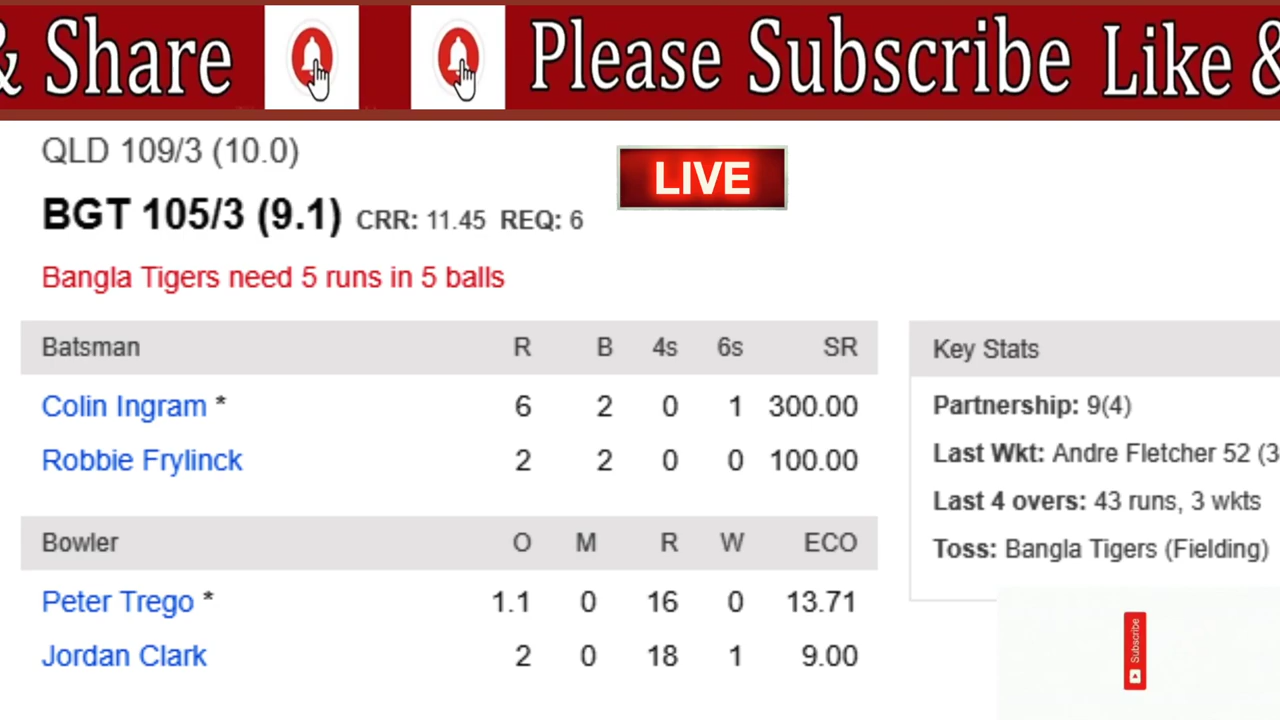 & Share Please Subscribe Like &
QLD 109/3 (10.0)
LIVE
BGT 105/3 (9.1) CRR: 11.45 REQ: 6
Bangla Tigers need 5 runs in 5 balls
Batsman R B 4s 6s SR
Colin Ingram * 6 2 0 1 300.00
Robbie Frylinck 2 2 0 0 100.00
Bowler O M R W ECO
Peter Trego * 1.1 0 16 0 13.71
Jordan Clark 2 0 18 1 9.00
Key Stats
Partnership: 9(4)
Last Wkt: Andre Fletcher 52 (3
Last 4 overs: 43 runs, 3 wkts
Toss: Bangla Tigers (Fielding)
Subscribe